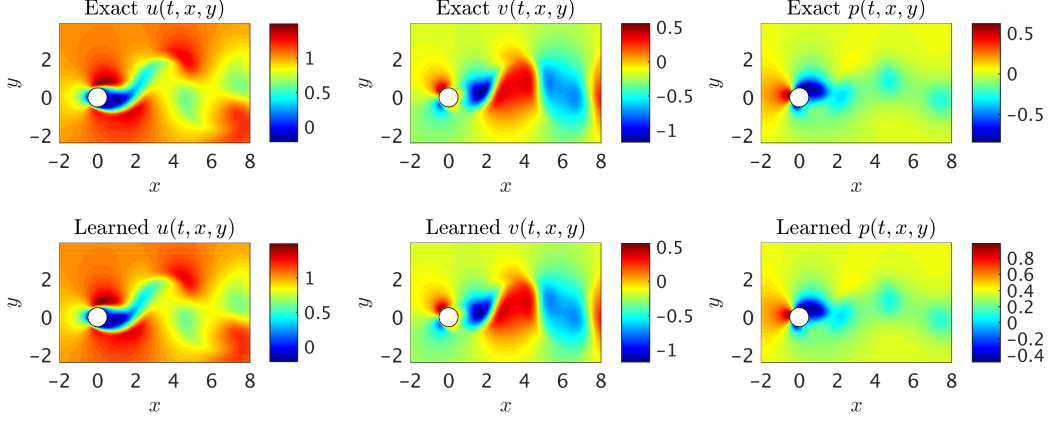 Exact u(t, x, y)
Exact v(t, x, y)
Exact p(t, x, y)
y
2
0
−2
−2 0 2 4 6 8
x
1
0.5
0
y
2
0
−2
−2 0 2 4 6 8
x
0.5
0
−0.5
−1
y
2
0
−2
−2 0 2 4 6 8
x
0.5
0
−0.5
Learned u(t, x, y)
Learned v(t, x, y)
Learned p(t, x, y)
y
2
0
−2
−2 0 2 4 6 8
x
1
0.5
0
y
2
0
−2
−2 0 2 4 6 8
x
0.5
0
−0.5
−1
y
2
0
−2
−2 0 2 4 6 8
x
0.8
0.6
0.4
0.2
0
−0.2
−0.4